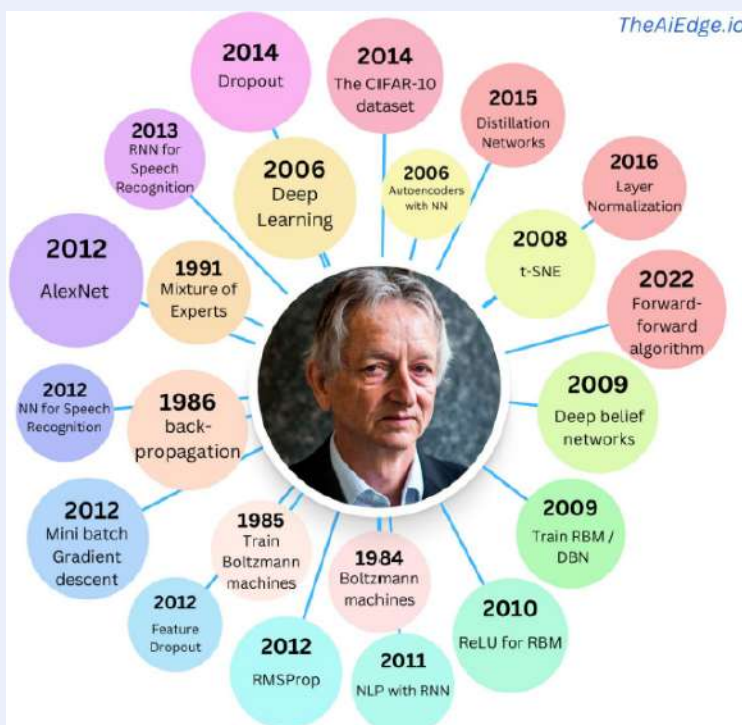 TheAiEdge.io
2014
Dropout
2014
The CIFAR-10
dataset
2015
Distillation
Networks
2013
RNN for
Speech
Recognition
2006
Deep
Learning
2006
Autoencoders
with NN
2016
Layer
Normalization
2012
AlexNet
1991
Mixture of
Experts
2008
t-SNE
2022
Forward-
forward
algorithm
2012
NN for Speech
Recognition
1986
back-
propagation
2009
Deep belief
networks
2012
Mini batch
Gradient
descent
1985
Train
Boltzmann
machines
1984
Boltzmann
machines
2009
Train RBM /
DBN
2012
Feature
Dropout
2012
RMSProp
2011
NLP with RNN
2010
ReLU for RBM